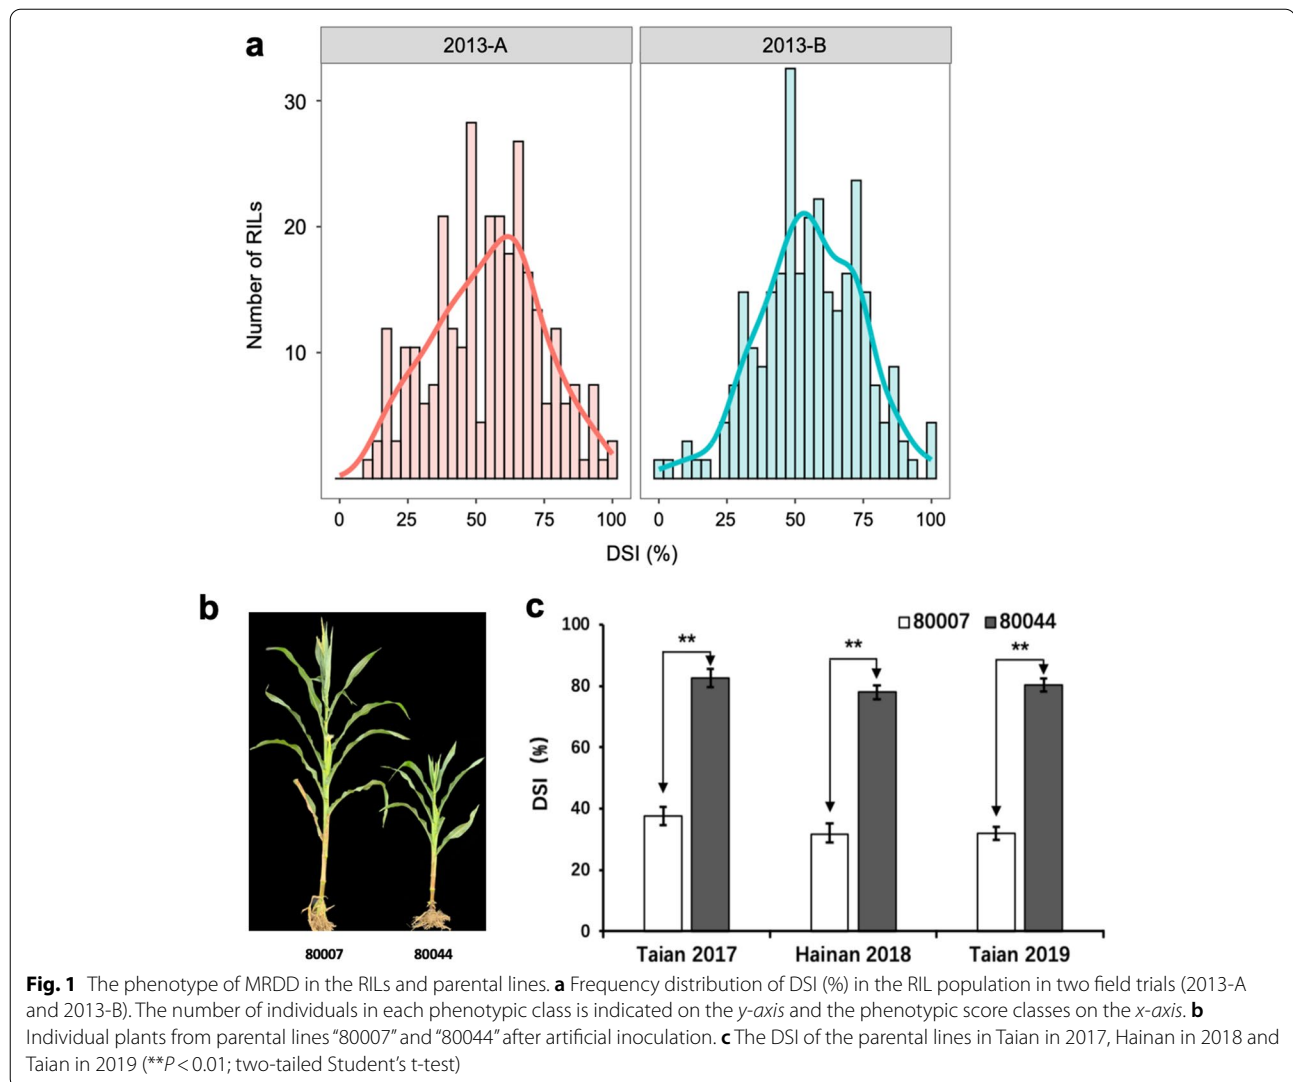 a
2013-A
2013-B
30
20
10
Number of RILs
0 25 50 75 100
0 25 50 75 100
DSI (%)
b
80007 80044
c
80007 80044
100
80
60
40
20
0
DSI (%)
** ** **
Taian 2017 Hainan 2018 Taian 2019
Fig. 1 The phenotype of MRDD in the RILs and parental lines. a Frequency distribution of DSI (%) in the RIL population in two field trials (2013-A
and 2013-B). The number of individuals in each phenotypic class is indicated on the y-axis and the phenotypic score classes on the x-axis. b
Individual plants from parental lines “80007” and “80044” after artificial inoculation. c The DSI of the parental lines in Taian in 2017, Hainan in 2018 and
Taian in 2019 (**P < 0.01; two-tailed Student’s t-test)